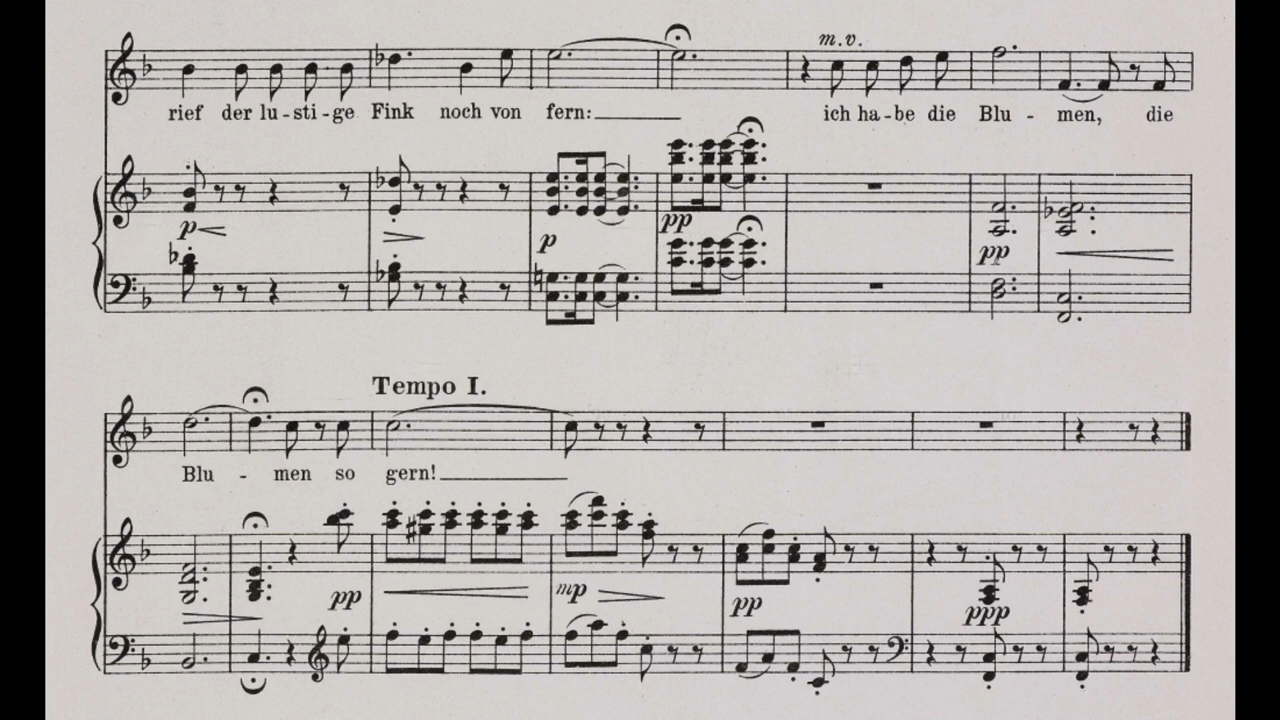 m.v.
rief der lu-sti-ge Fink noch von fern: ich ha-be die Blu - men, die
p
pp
p
pp
Tempo I.
Blu - men so gern!
pp
mp
pp
ppp